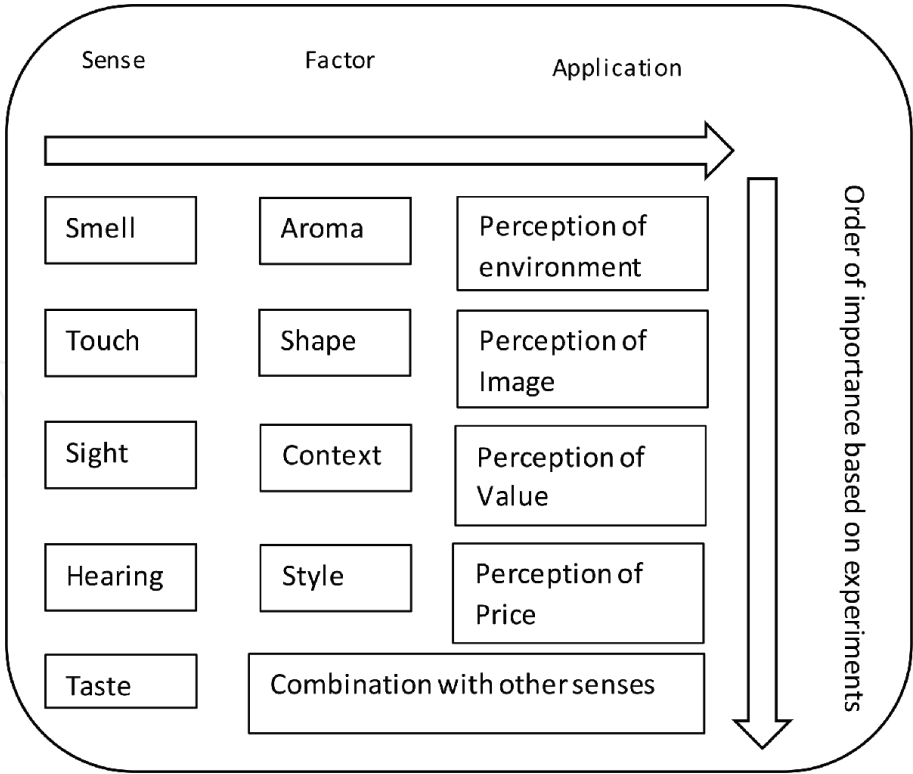 Sense
Factor
Application
Smell
Aroma
Perception of
environment
Touch
Shape
Perception of
Image
Sight
Context
Perception of
Value
Hearing
Style
Perception of
Price
Taste
Combination with other senses
Order of importance based on experiments